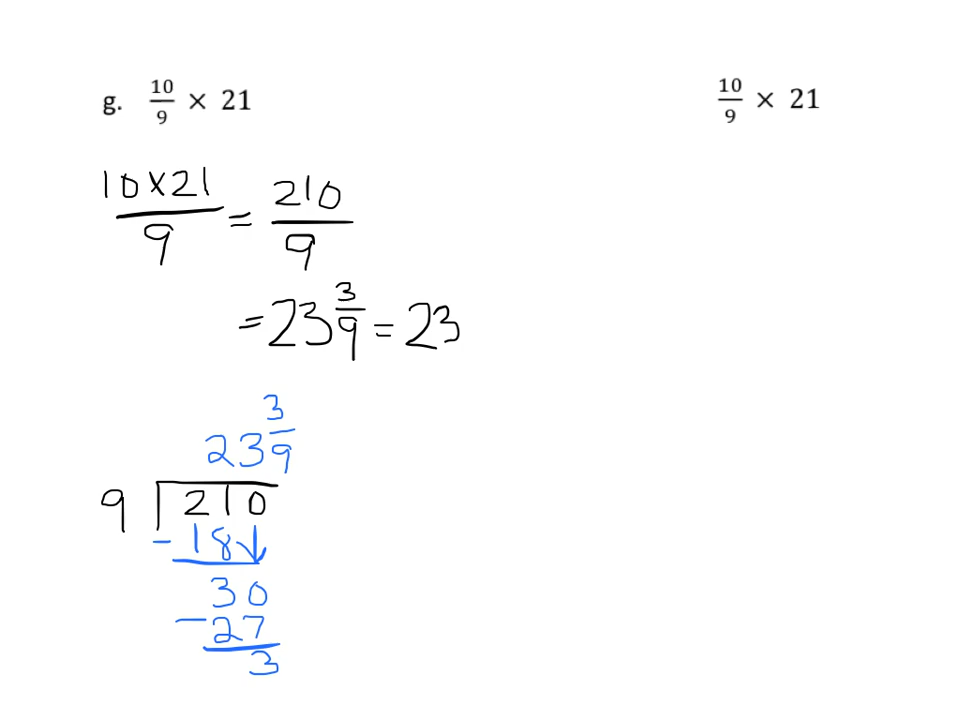 g. 10/9 × 21
10/9 × 21
10×21/9 = 210/9
= 23 3/9 = 23
23 3/9
9 210
- 18↓
30
- 27
3